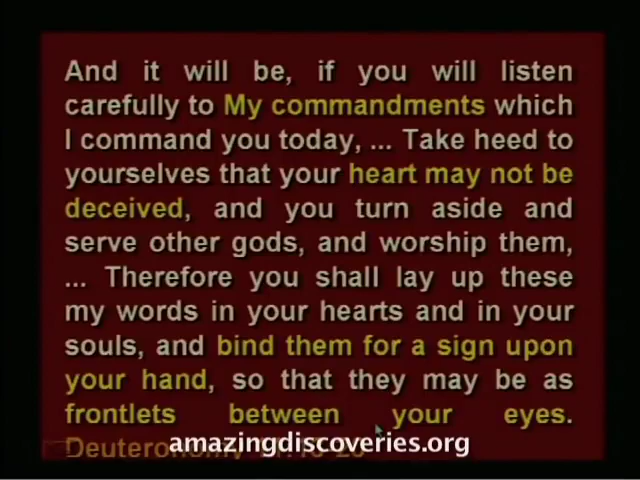 And it will be, if you will listen
carefully to My commandments which
I command you today, ... Take heed to
yourselves that your heart may not be
deceived, and you turn aside and
serve other gods, and worship them,
... Therefore you shall lay up these
my words in your hearts and in your
souls, and bind them for a sign upon
your hand, so that they may be as
frontlets between your eyes.
Deuteronomy
amazingdiscoveries.org